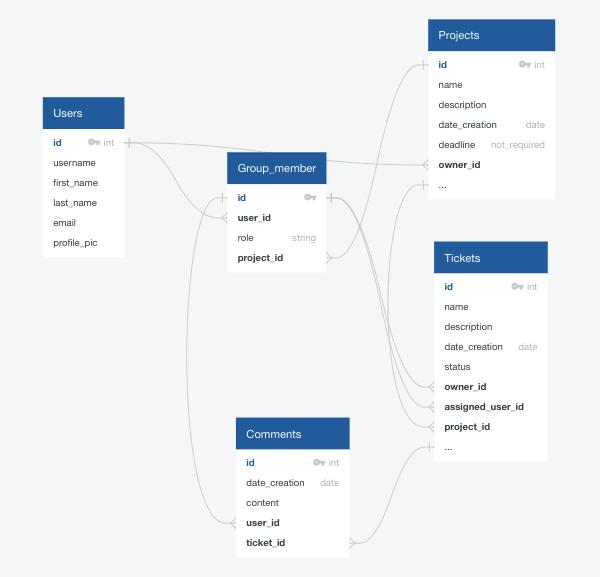 Projects
id int
name
description
date_creation date
deadline not_required
owner_id
...
Users
id int
username
first_name
last_name
email
profile_pic
Group_member
id
user_id
role string
project_id
Tickets
id int
name
description
date_creation date
status
owner_id
assigned_user_id
project_id
...
Comments
id int
date_creation date
content
user_id
ticket_id